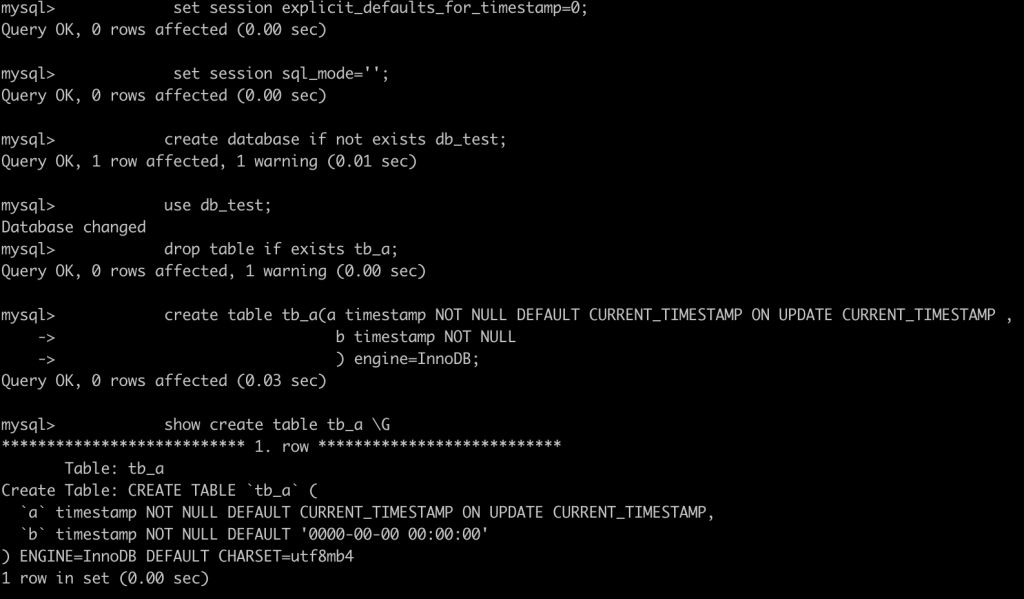 mysql>             set session explicit_defaults_for_timestamp=0;
Query OK, 0 rows affected (0.00 sec)
mysql>             set session sql_mode='';
Query OK, 0 rows affected (0.00 sec)
mysql>            create database if not exists db_test;
Query OK, 1 row affected, 1 warning (0.01 sec)
mysql>            use db_test;
Database changed
mysql>            drop table if exists tb_a;
Query OK, 0 rows affected, 1 warning (0.00 sec)
mysql>            create table tb_a(a timestamp NOT NULL DEFAULT CURRENT_TIMESTAMP ON UPDATE CURRENT_TIMESTAMP ,
    ->                               b timestamp NOT NULL
    ->                               ) engine=InnoDB;
Query OK, 0 rows affected (0.03 sec)
mysql>            show create table tb_a \G
*************************** 1. row ***************************
       Table: tb_a
Create Table: CREATE TABLE `tb_a` (
  `a` timestamp NOT NULL DEFAULT CURRENT_TIMESTAMP ON UPDATE CURRENT_TIMESTAMP,
  `b` timestamp NOT NULL DEFAULT '0000-00-00 00:00:00'
) ENGINE=InnoDB DEFAULT CHARSET=utf8mb4
1 row in set (0.00 sec)